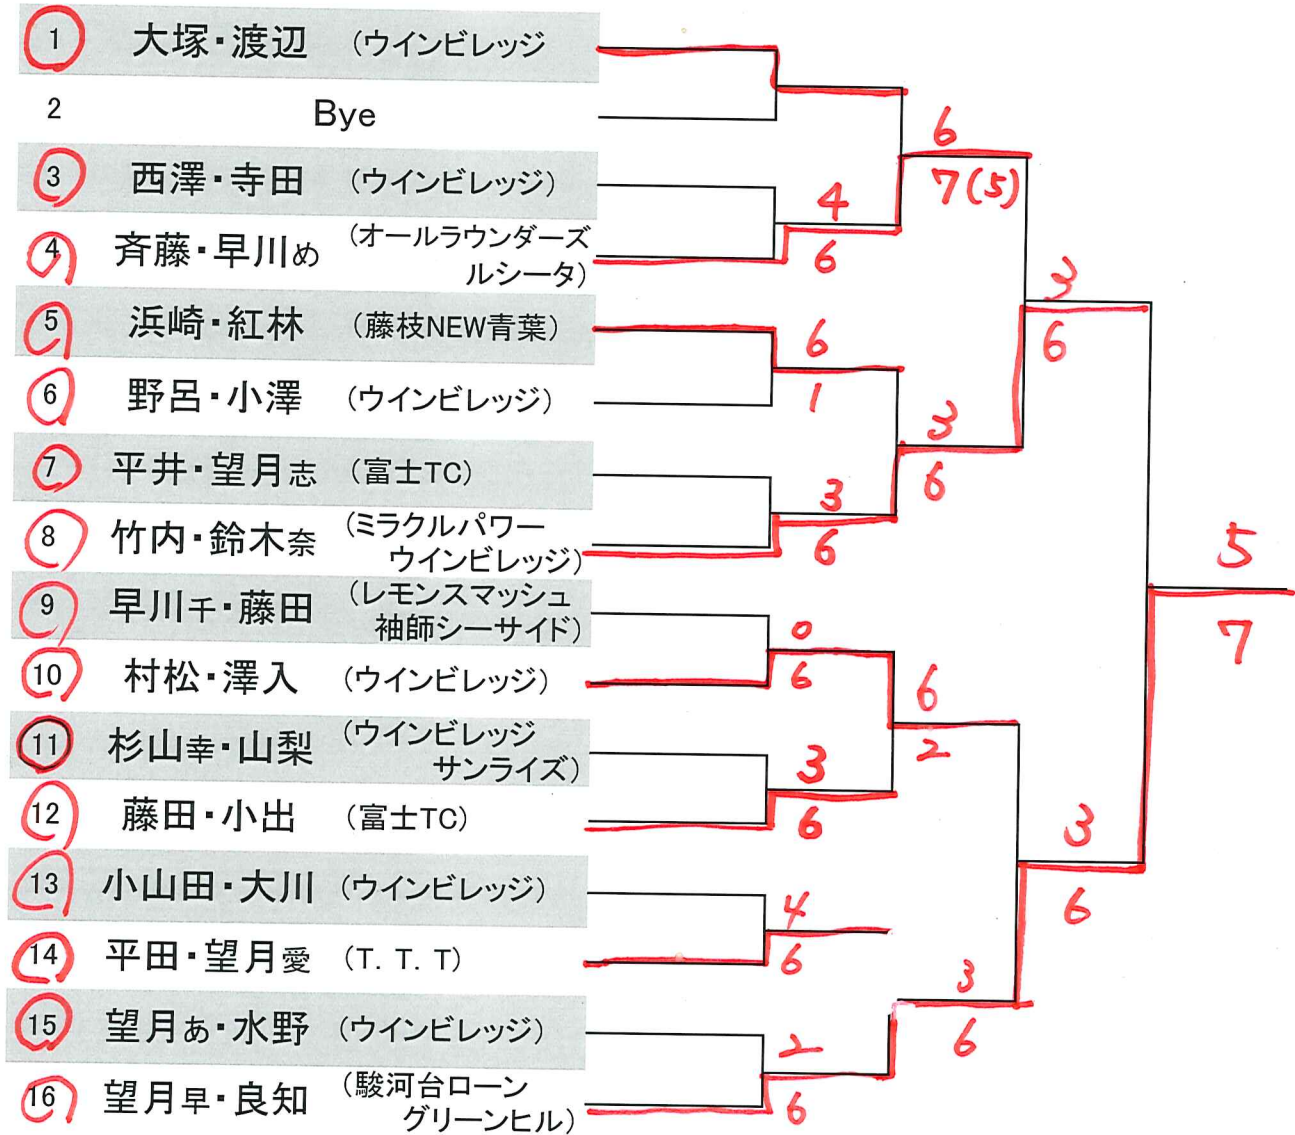 1 大塚・渡辺 (ウインビレッジ
2 Bye
3 西澤・寺田 (ウインビレッジ)
4 斉藤・早川め (オールラウンダーズ
ルシータ)
5 浜崎・紅林 (藤枝NEW青葉)
6 野呂・小澤 (ウインビレッジ)
7 平井・望月志 (富士TC)
8 竹内・鈴木奈 (ミラクルパワー
ウインビレッジ)
9 早川千・藤田 (レモンスマッシュ
袖師シーサイド)
10 村松・澤入 (ウインビレッジ)
11 杉山幸・山梨 (ウインビレッジ
サンライズ)
12 藤田・小出 (富士TC)
13 小山田・大川 (ウインビレッジ)
14 平田・望月愛 (T. T. T)
15 望月あ・水野 (ウインビレッジ)
16 望月早・良知 (駿河台ローン
グリーンヒル)
4
6
6
1
3
6
0
6
3
6
4
6
2
6
6
7(5)
3
6
6
2
3
6
3
6
3
6
5
7